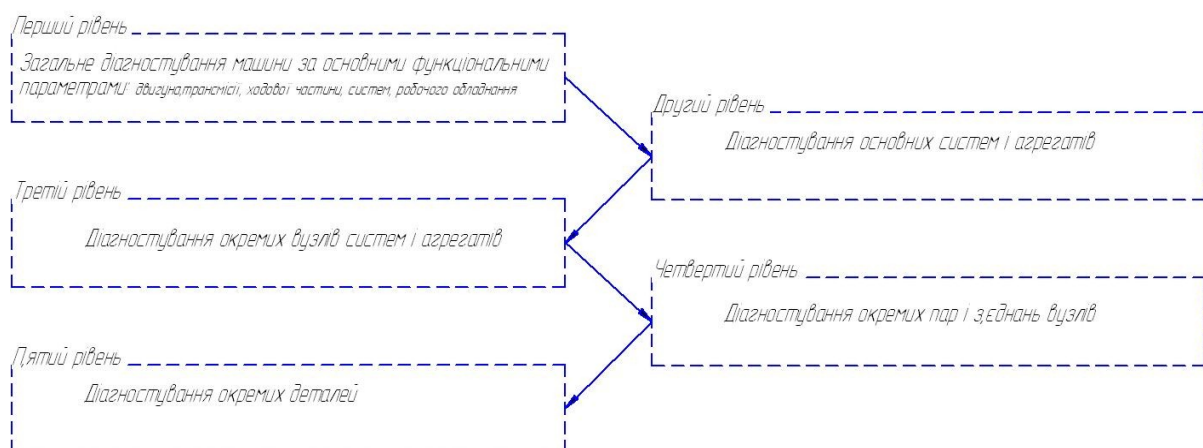 Перший рівень
Загальне діагностування машини за основними функціональними
параметрами: двигуна,трансмісії, ходової частини, систем, робочого обладнання
Другий рівень
Діагностування основних систем і агрегатів
Третій рівень
Діагностування окремих вузлів систем і агрегатів
Четвертий рівень
Діагностування окремих пар і з,єднань вузлів
П,ятий рівень
Діагностування окремих деталей